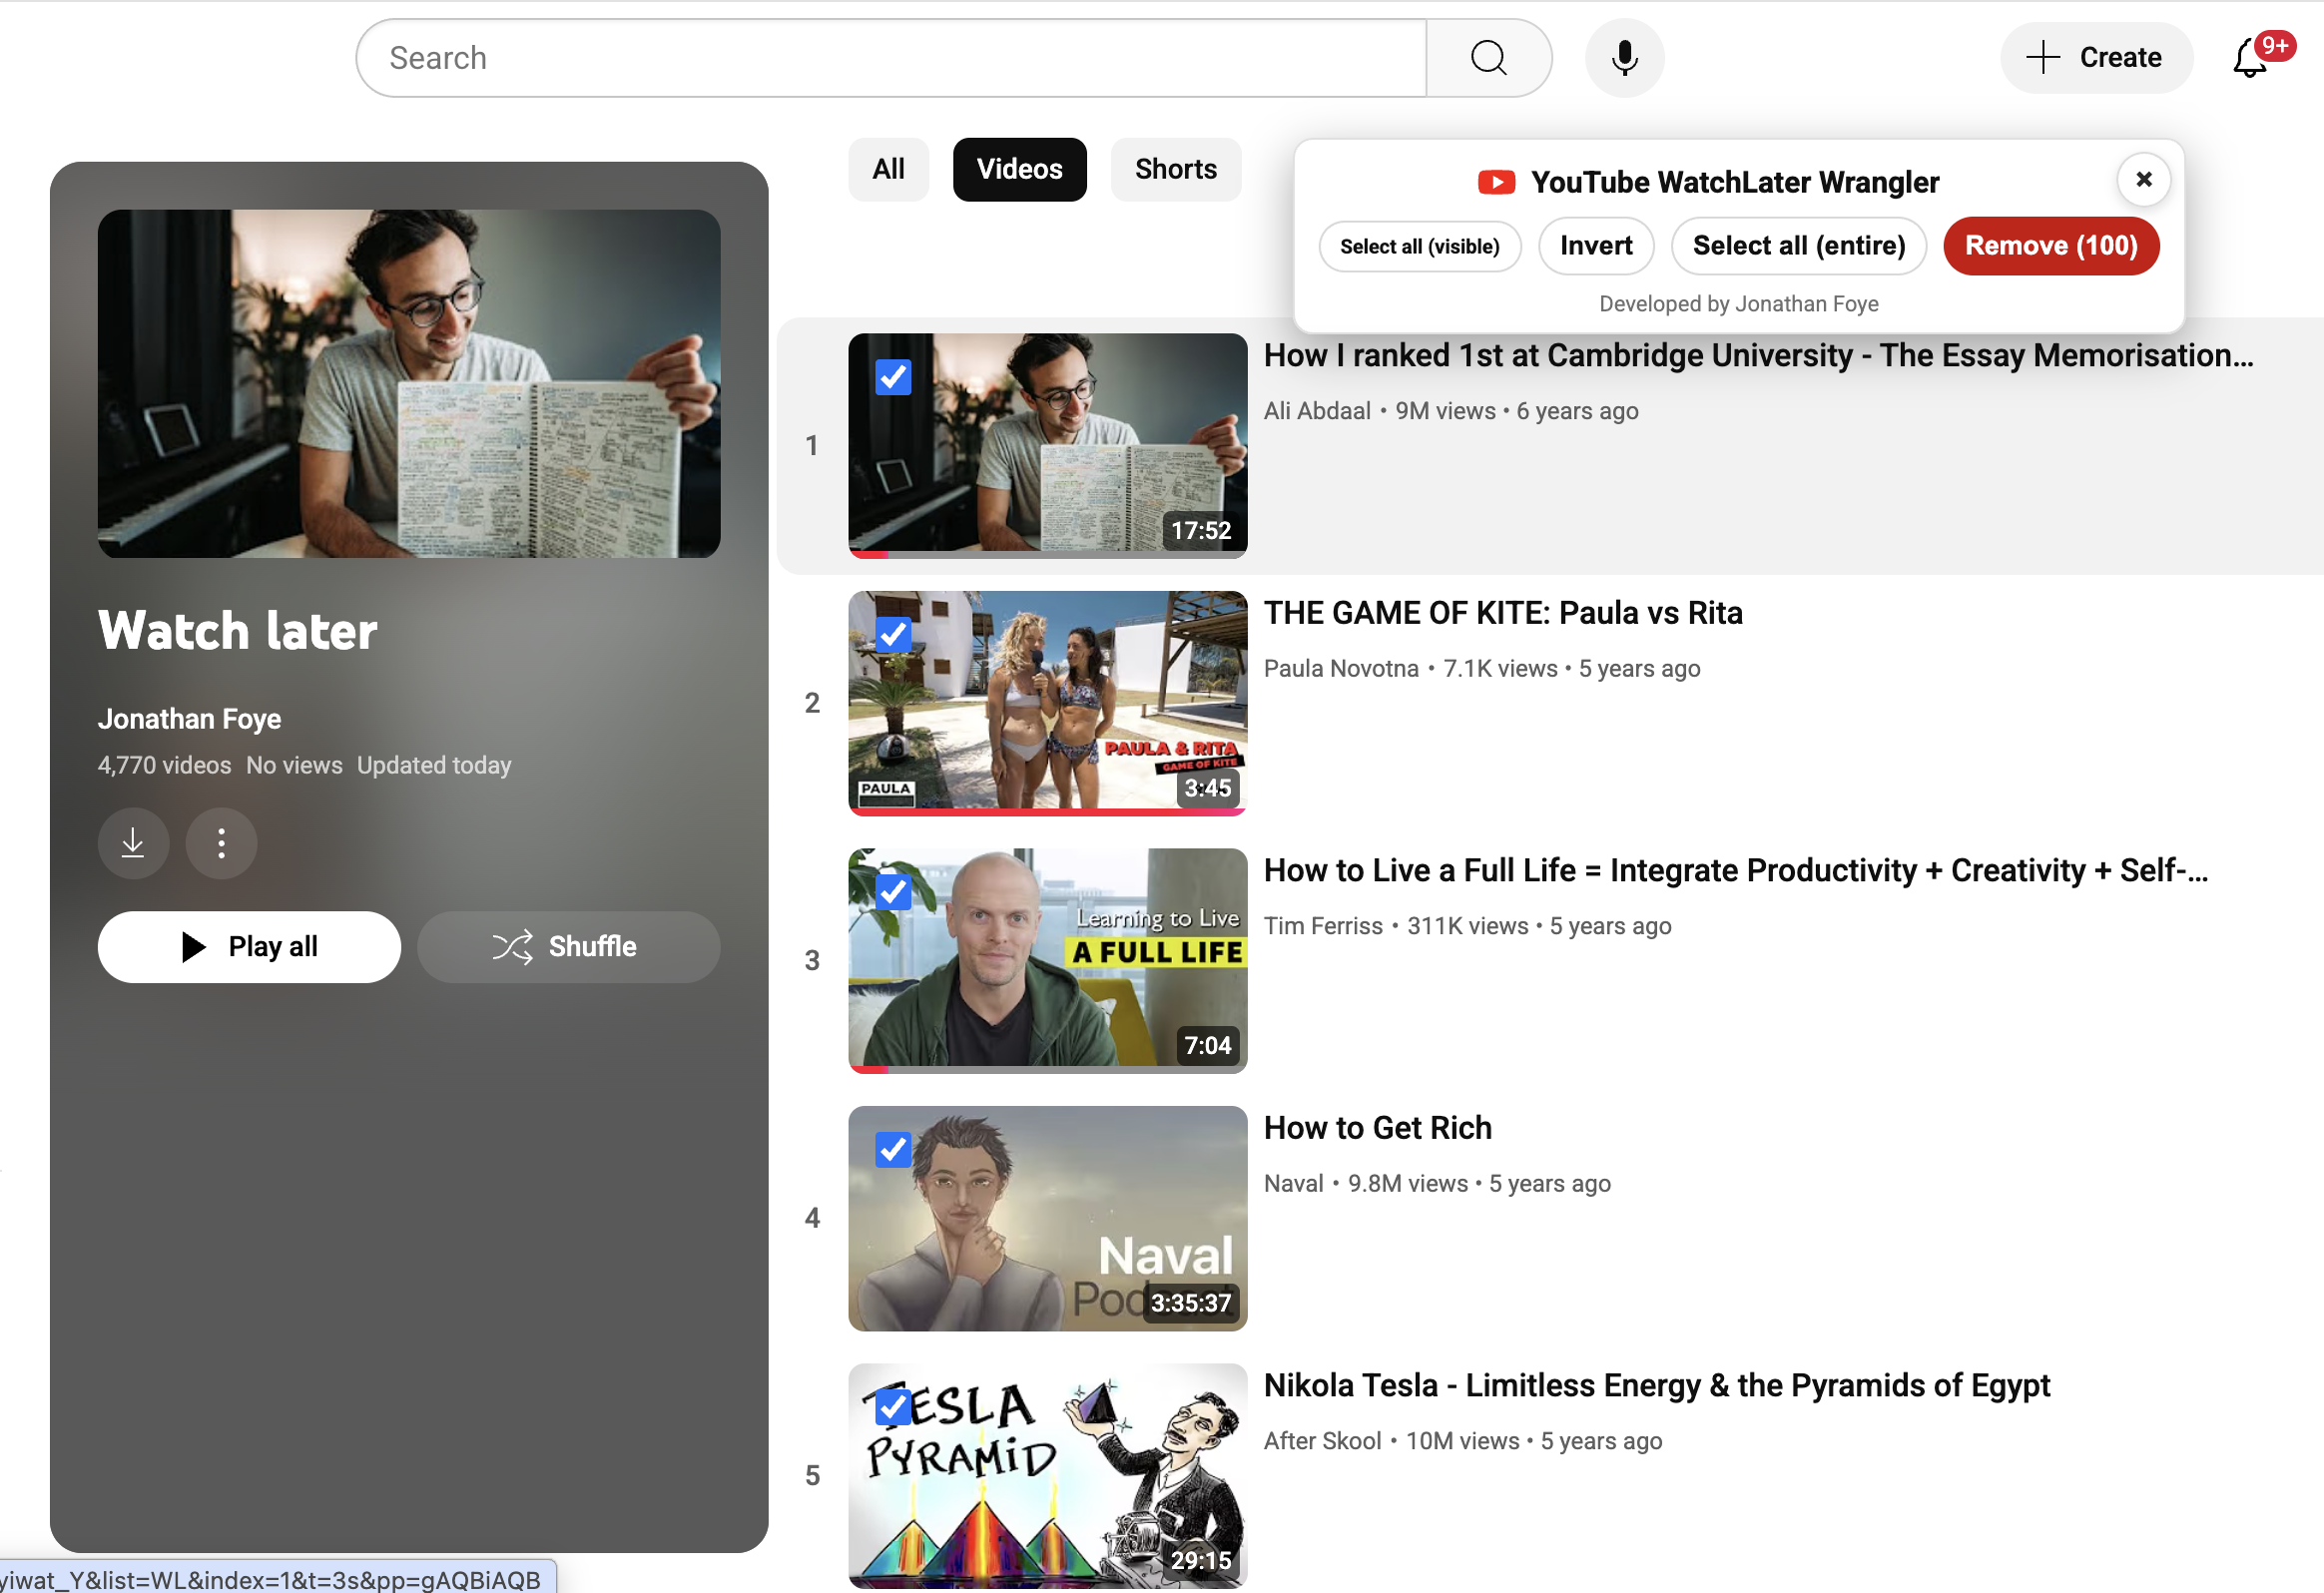 Search
Create
9+
All
Videos
Shorts
YouTube WatchLater Wrangler
Select all (visible)
Invert
Select all (entire)
Remove (100)
Developed by Jonathan Foye
Watch later
Jonathan Foye
4,770 videos No views Updated today
Play all
Shuffle
1
17:52
How I ranked 1st at Cambridge University - The Essay Memorisation...
Ali Abdaal • 9M views • 6 years ago
2
PAULA & RITA
GAME OF KITE
PAULA
3:45
THE GAME OF KITE: Paula vs Rita
Paula Novotna • 7.1K views • 5 years ago
3
Learning to Live
A FULL LIFE
7:04
How to Live a Full Life = Integrate Productivity + Creativity + Self-...
Tim Ferriss • 311K views • 5 years ago
4
Naval
Podcast
3:35:37
How to Get Rich
Naval • 9.8M views • 5 years ago
5
TESLA
PYRAMiD
29:15
Nikola Tesla - Limitless Energy & the Pyramids of Egypt
After Skool • 10M views • 5 years ago
yiwat_Y&list=WL&index=1&t=3s&pp=gAQBiAQB